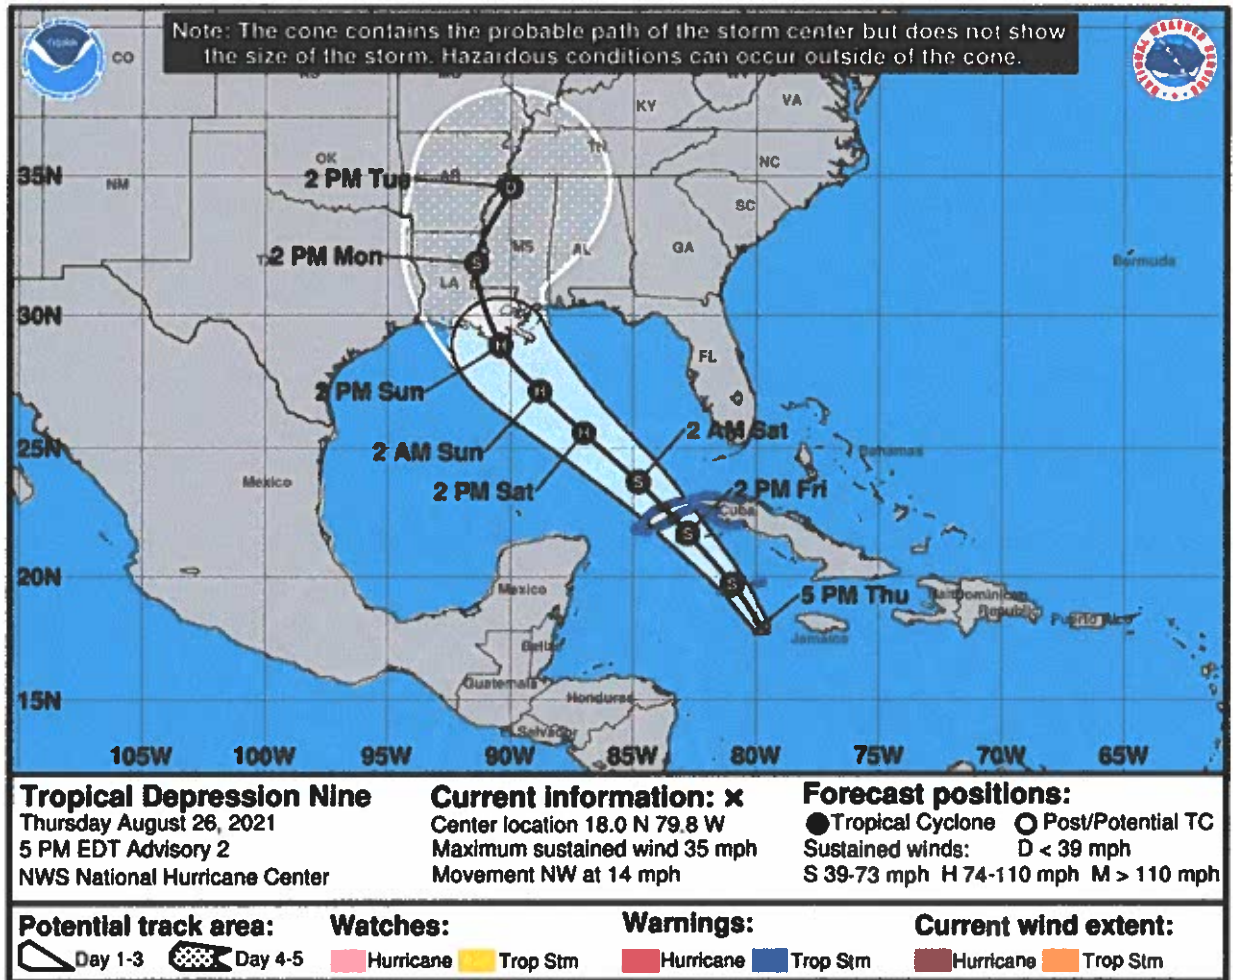 Note: The cone contains the probable path of the storm center but does not show
the size of the storm. Hazardous conditions can occur outside of the cone.
CO
KY
VA
OK
TN
NC
NM
AR
SC
MS
AL
GA
LA
FL
35N
30N
25N
20N
15N
2 PM Tue
2 PM Mon
2 PM Sun
2 AM Sun
2 PM Sat
2 AM Sat
2 PM Fri
5 PM Thu
D
S
H
H
H
S
S
S
Bermuda
Bahamas
Mexico
Cuba
Mexico
Jamaica
Dominican
Republic
Puerto Rico
Guatemala
Honduras
El Salvador
105W 100W 95W 90W 85W 80W 75W 70W 65W
Tropical Depression Nine
Thursday August 26, 2021
5 PM EDT Advisory 2
NWS National Hurricane Center
Current information: x
Center location 18.0 N 79.8 W
Maximum sustained wind 35 mph
Movement NW at 14 mph
Forecast positions:
Tropical Cyclone Post/Potential TC
Sustained winds: D < 39 mph
S 39-73 mph H 74-110 mph M > 110 mph
Potential track area:
Day 1-3 Day 4-5
Watches:
Hurricane Trop Stm
Warnings:
Hurricane Trop Stm
Current wind extent:
Hurricane Trop Stm